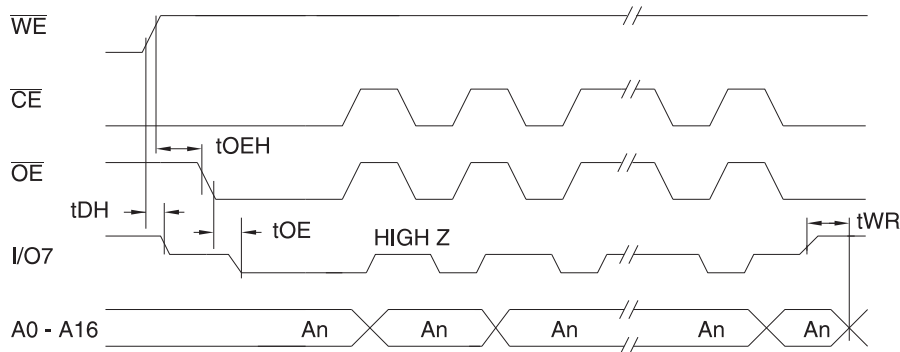 WE
CE
tOEH
OE
tDH
tOE
HIGH Z
tWR
I/O7
A0 - A16
An
An
An
An
An